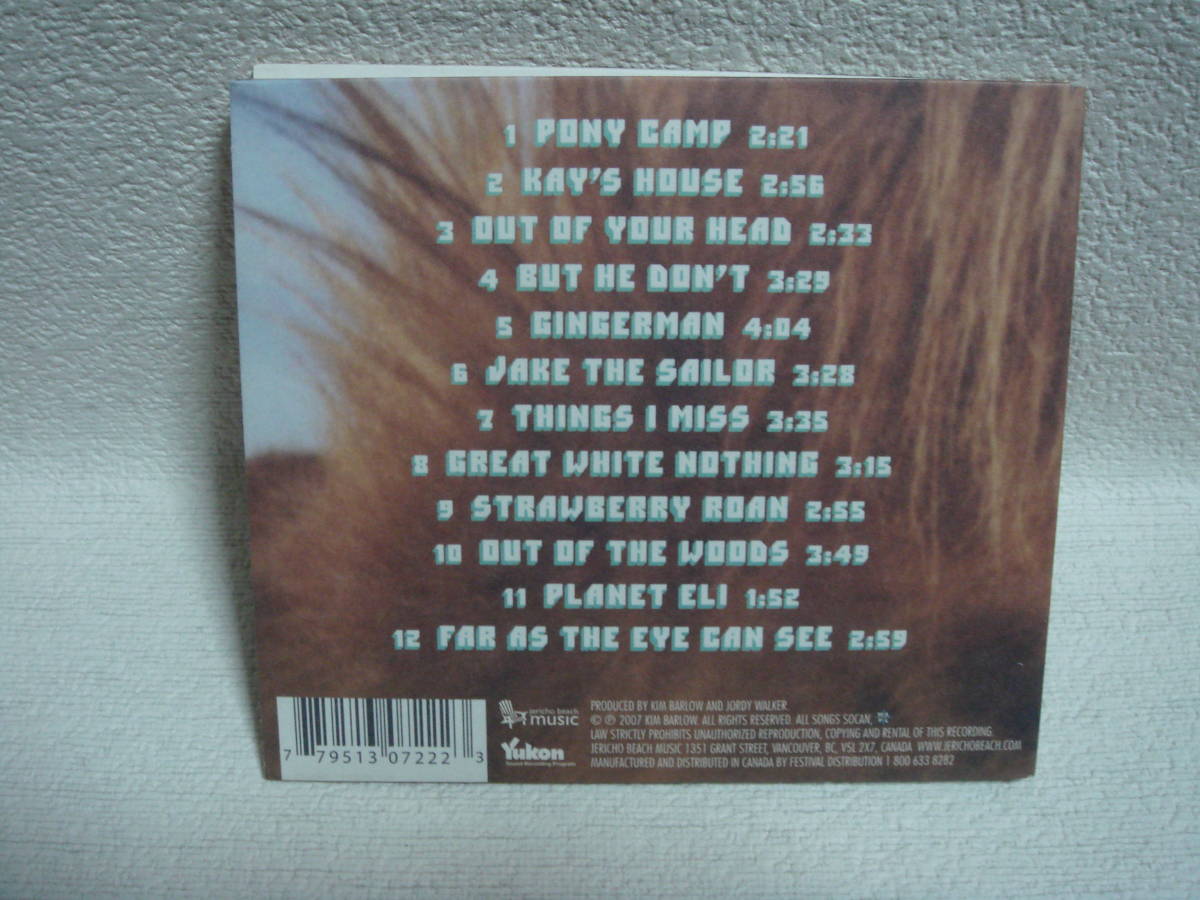 1 PONY CAMP 2:21
2 KAY'S HOUSE 2:56
3 OUT OF YOUR HEAD 2:33
4 BUT HE DON'T 3:29
5 GINGERMAN 4:04
6 JAKE THE SAILOR 3:28
7 THINGS I MISS 3:35
8 GREAT WHITE NOTHING 3:15
9 STRAWBERRY ROAN 2:55
10 OUT OF THE WOODS 3:49
11 PLANET ELI 1:52
12 FAR AS THE EYE CAN SEE 2:59
7 79513 07222 3
jericho beach
music
Yukon
Sound Recording Program
PRODUCED BY KIM BARLOW AND JORDY WALKER.
© ℗ 2007 KIM BARLOW. ALL RIGHTS RESERVED. ALL SONGS SOCAN,
LAW STRICTLY PROHIBITS UNAUTHORIZED REPRODUCTION, COPYING AND RENTAL OF THIS RECORDING.
JERICHO BEACH MUSIC 1351 GRANT STREET, VANCOUVER, BC, V5L 2X7, CANADA WWW.JERICHOBEACH.COM
MANUFACTURED AND DISTRIBUTED IN CANADA BY FESTIVAL DISTRIBUTION 1 800 633 8282